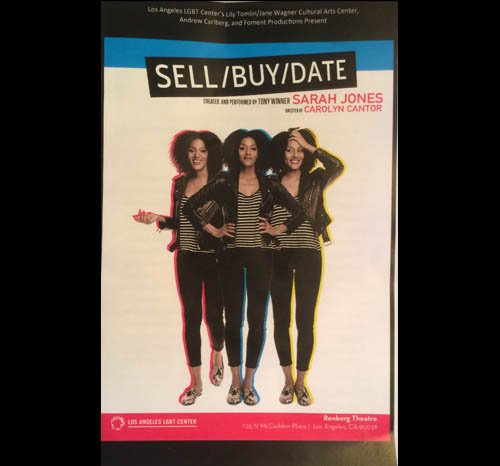 Los Angeles LGBT Center's Lily Tomlin/Jane Wagner Cultural Arts Center,
Andrew Carlberg, and Foment Productions Present
SELL/BUY/DATE
CREATED AND PERFORMED BY TONY WINNER SARAH JONES
DIRECTED BY CAROLYN CANTOR
LOS ANGELES LGBT CENTER
Renberg Theatre
1125 N McCadden Place | Los Angeles, CA 90038